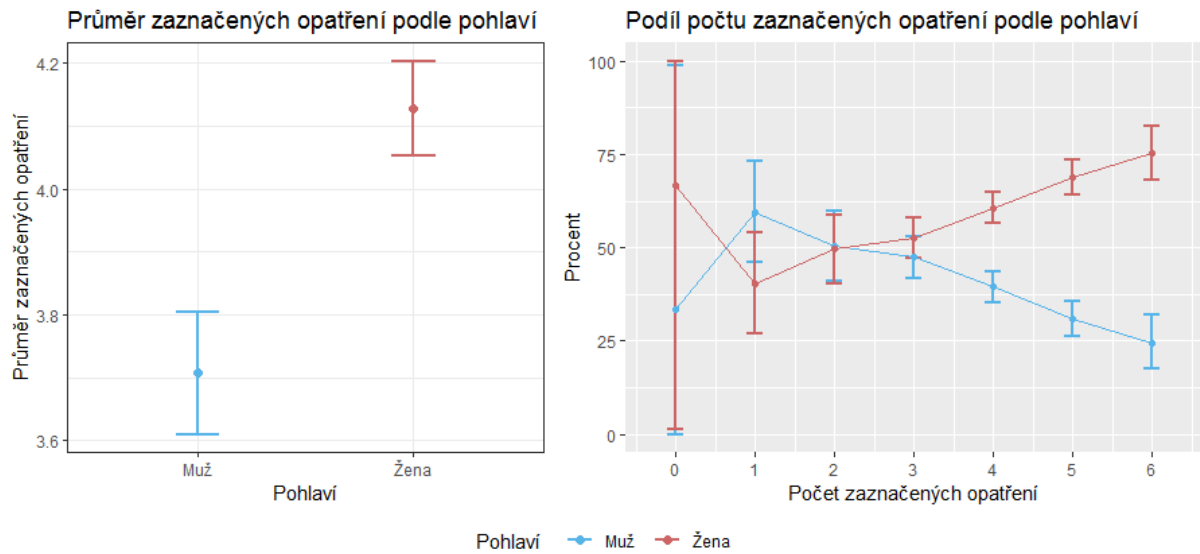 Průměr zaznačených opatření podle pohlaví
Průměr zaznačených opatření
4.2
4.0
3.8
3.6
Muž
Žena
Pohlaví
Podíl počtu zaznačených opatření podle pohlaví
Procent
100
75
50
25
0
0
1
2
3
4
5
6
Počet zaznačených opatření
Pohlaví Muž Žena